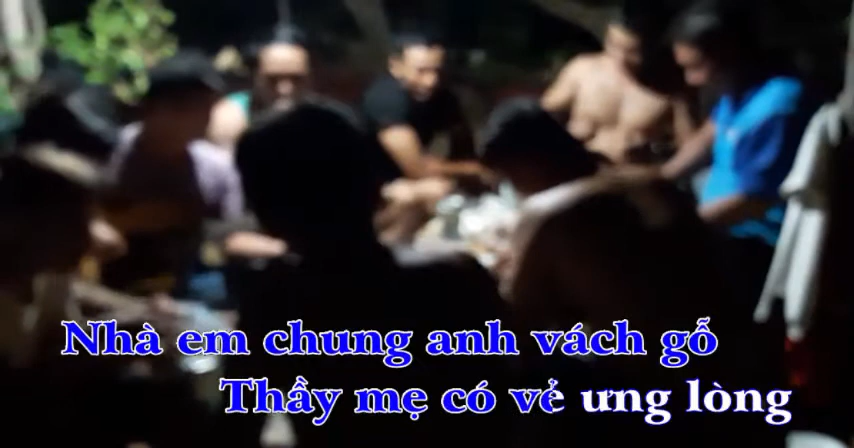 Nhà em chung anh vách gỗ
Thầy mẹ có vẻ ưng lòng